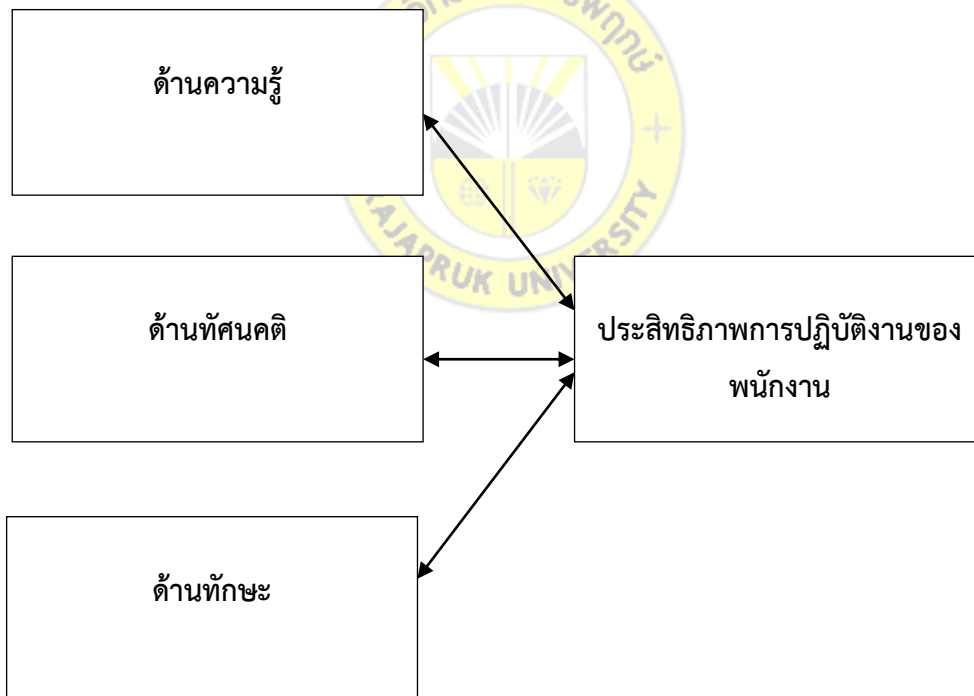 ด้านความรู้
ด้านทัศนคติ
ประสิทธิภาพการปฏิบัติงานของ
พนักงาน
ด้านทักษะ
UNIVERSITY